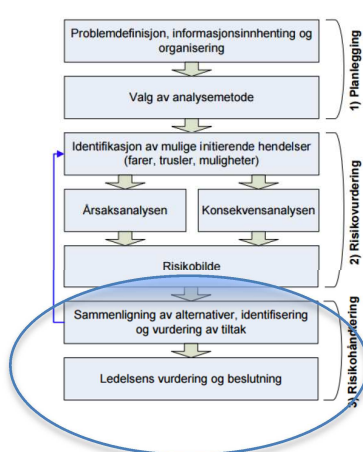 Problemdefinisjon, informasjonsinnhenting og
organisering
Valg av analysemetode
1) Planlegging
Identifikasjon av mulige initierende hendelser
(farer, trusler, muligheter)
Årsaksanalysen
Konsekvensanalysen
Risikobilde
2) Risikovurdering
Sammenligning av alternativer, identifisering
og vurdering av tiltak
Ledelsens vurdering og beslutning
3) Risikohåndtering